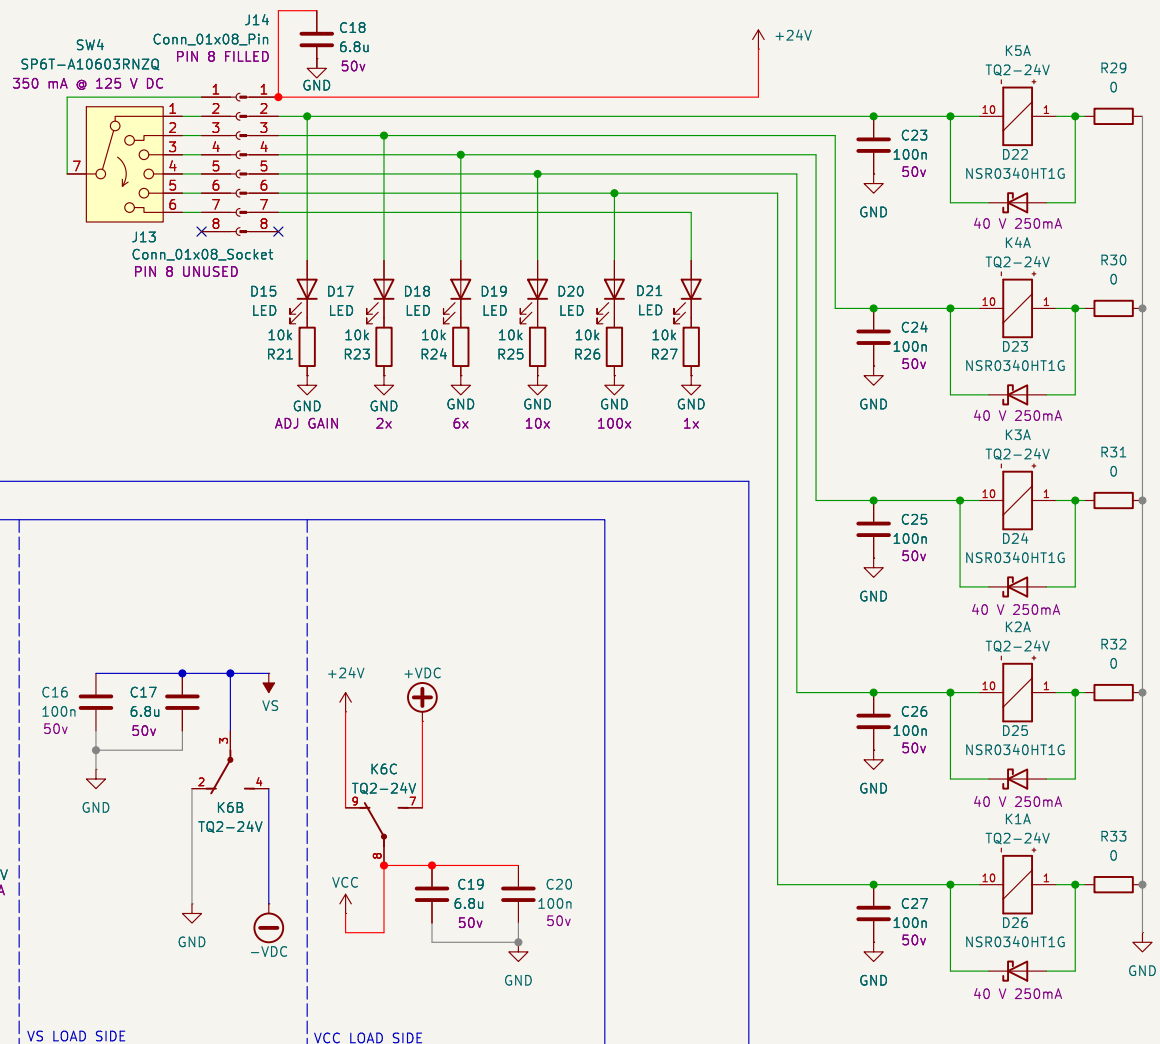 J14
Conn_01x08_Pin
PIN 8 FILLED
SW4
SP6T-A10603RNZQ
350 mA @ 125 V DC
C18
6.8u
50v
GND
+24V
1 1
2 2
3 3
4 4
5 5
6 6
7 7
8 8
1
2
3
4
5
6
7
J13
Conn_01x08_Socket
PIN 8 UNUSED
D15
LED
10k
R21
GND
ADJ GAIN
D17
LED
10k
R23
GND
2x
D18
LED
10k
R24
GND
6x
D19
LED
10k
R25
GND
10x
D20
LED
10k
R26
GND
100x
D21
LED
10k
R27
GND
1x
K5A
TQ2-24V
- +
10 1
R29
0
C23
100n
50v
GND
D22
NSR0340HT1G
40 V 250mA
K4A
TQ2-24V
- +
10 1
R30
0
C24
100n
50v
GND
D23
NSR0340HT1G
40 V 250mA
K3A
TQ2-24V
- +
10 1
R31
0
C25
100n
50v
GND
D24
NSR0340HT1G
40 V 250mA
K2A
TQ2-24V
- +
10 1
R32
0
C26
100n
50v
GND
D25
NSR0340HT1G
40 V 250mA
K1A
TQ2-24V
- +
10 1
R33
0
C27
100n
50v
GND
D26
NSR0340HT1G
40 V 250mA
GND
C16
100n
50v
C17
6.8u
50v
VS
GND
3
2 4
K6B
TQ2-24V
GND
-VDC
+24V
+VDC
K6C
TQ2-24V
9 7
8
VCC
C19
6.8u
50v
C20
100n
50v
GND
V
A
VS LOAD SIDE
VCC LOAD SIDE